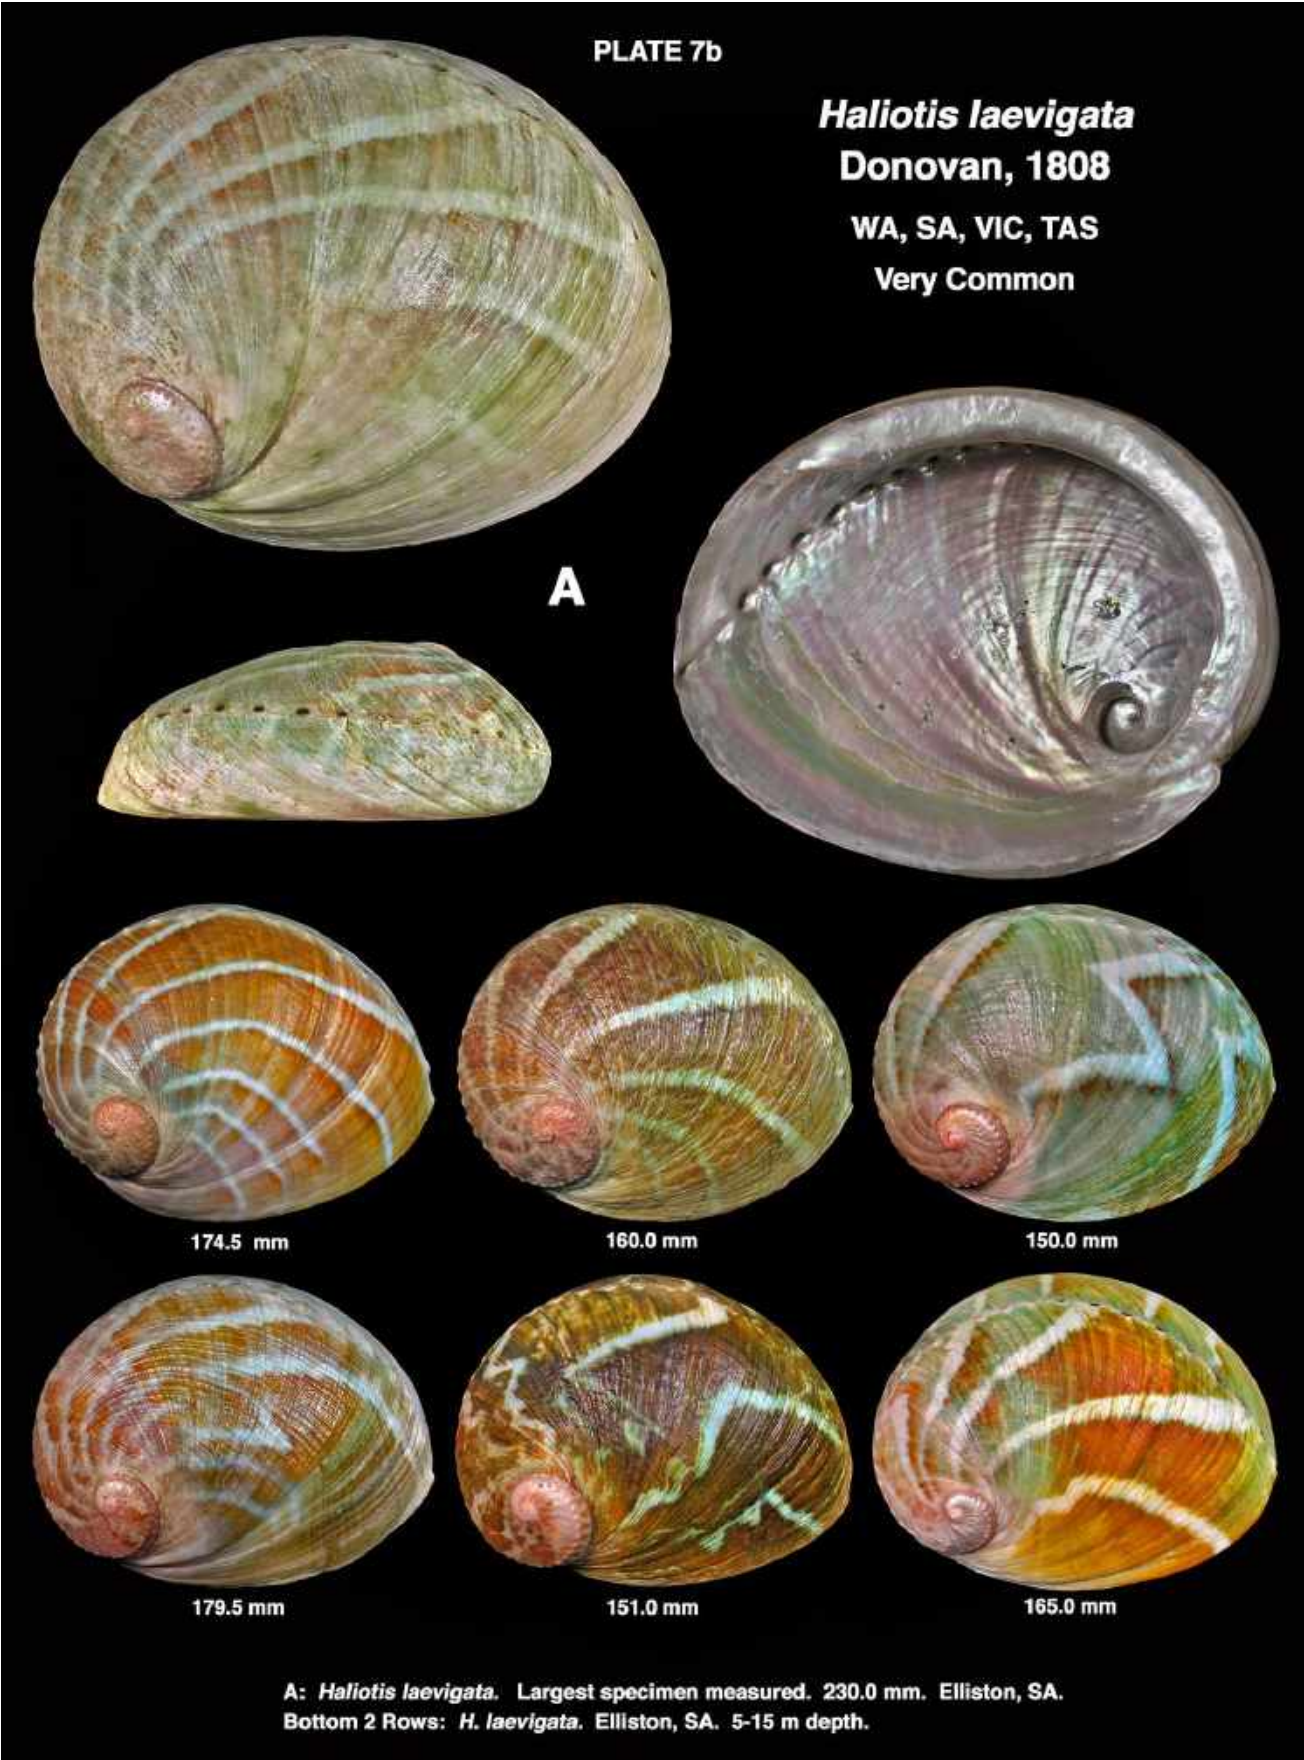 PLATE 7b
Haliotis laevigata
Donovan, 1808
WA, SA, VIC, TAS
Very Common
A
174.5 mm
160.0 mm
150.0 mm
179.5 mm
151.0 mm
165.0 mm
A: Haliotis laevigata. Largest specimen measured. 230.0 mm. Elliston, SA.
Bottom 2 Rows: H. laevigata. Elliston, SA. 5-15 m depth.